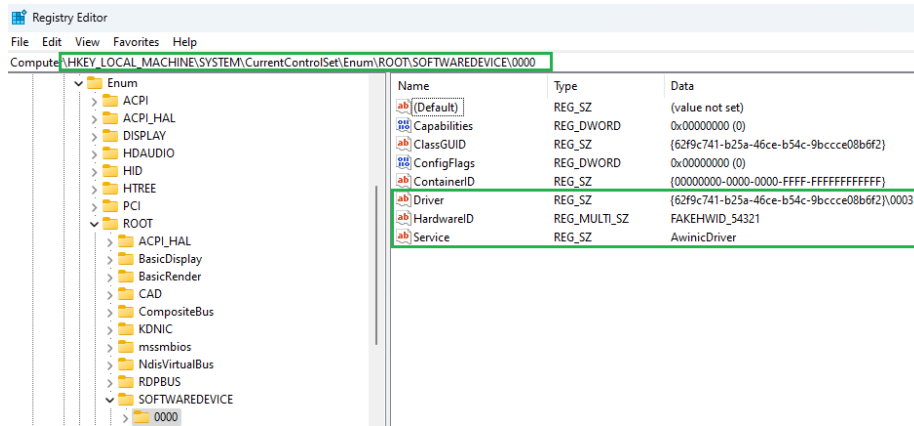 Registry Editor
File Edit View Favorites Help
Computer\HKEY_LOCAL_MACHINE\SYSTEM\CurrentControlSet\Enum\ROOT\SOFTWAREDEVICE\0000
Enum
ACPI
ACPI_HAL
DISPLAY
HDAUDIO
HID
HTREE
PCI
ROOT
ACPI_HAL
BasicDisplay
BasicRender
CAD
CompositeBus
KDNIC
mssmbios
NdisVirtualBus
RDPBUS
SOFTWAREDEVICE
0000
Name Type Data
(Default) REG_SZ (value not set)
Capabilities REG_DWORD 0x00000000 (0)
ClassGUID REG_SZ {62f9c741-b25a-46ce-b54c-9bccce08b6f2}
ConfigFlags REG_DWORD 0x00000000 (0)
ContainerID REG_SZ {00000000-0000-0000-FFFF-FFFFFFFFFFFF}
Driver REG_SZ {62f9c741-b25a-46ce-b54c-9bccce08b6f2}\0003
HardwareID REG_MULTI_SZ FAKEHWID_54321
Service REG_SZ AwinicDriver